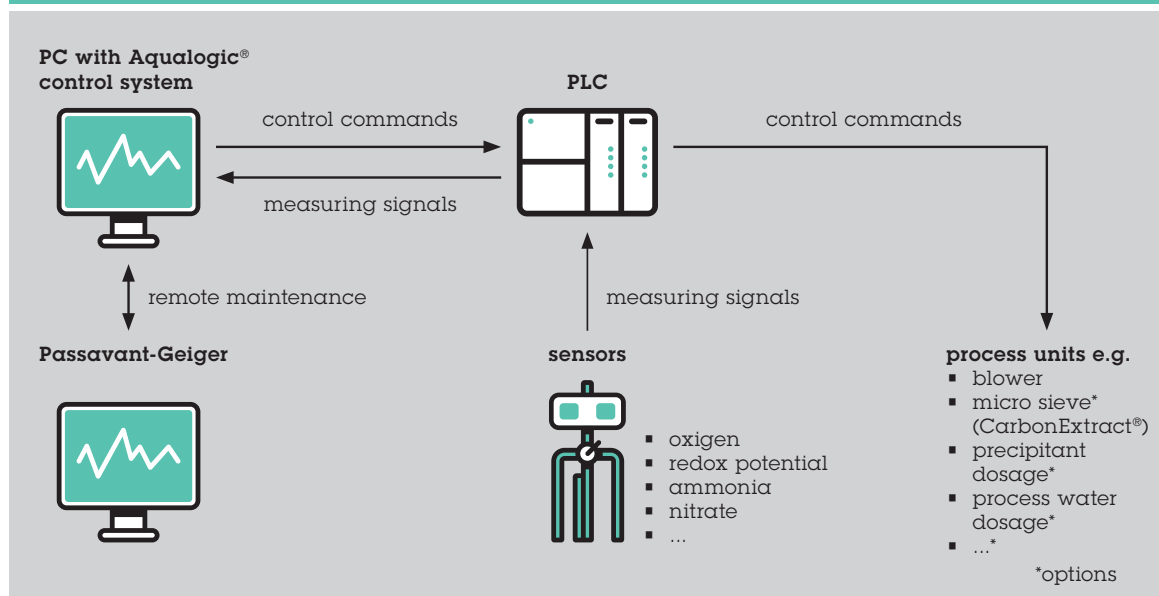 PC with Aqualogic®
control system
PLC
control commands
control commands
measuring signals
remote maintenance
measuring signals
Passavant-Geiger
sensors
▪ oxigen
▪ redox potential
▪ ammonia
▪ nitrate
▪ ...
process units e.g.
▪ blower
▪ micro sieve*
(CarbonExtract®)
▪ precipitant
dosage*
▪ process water
dosage*
▪ ...*
*options